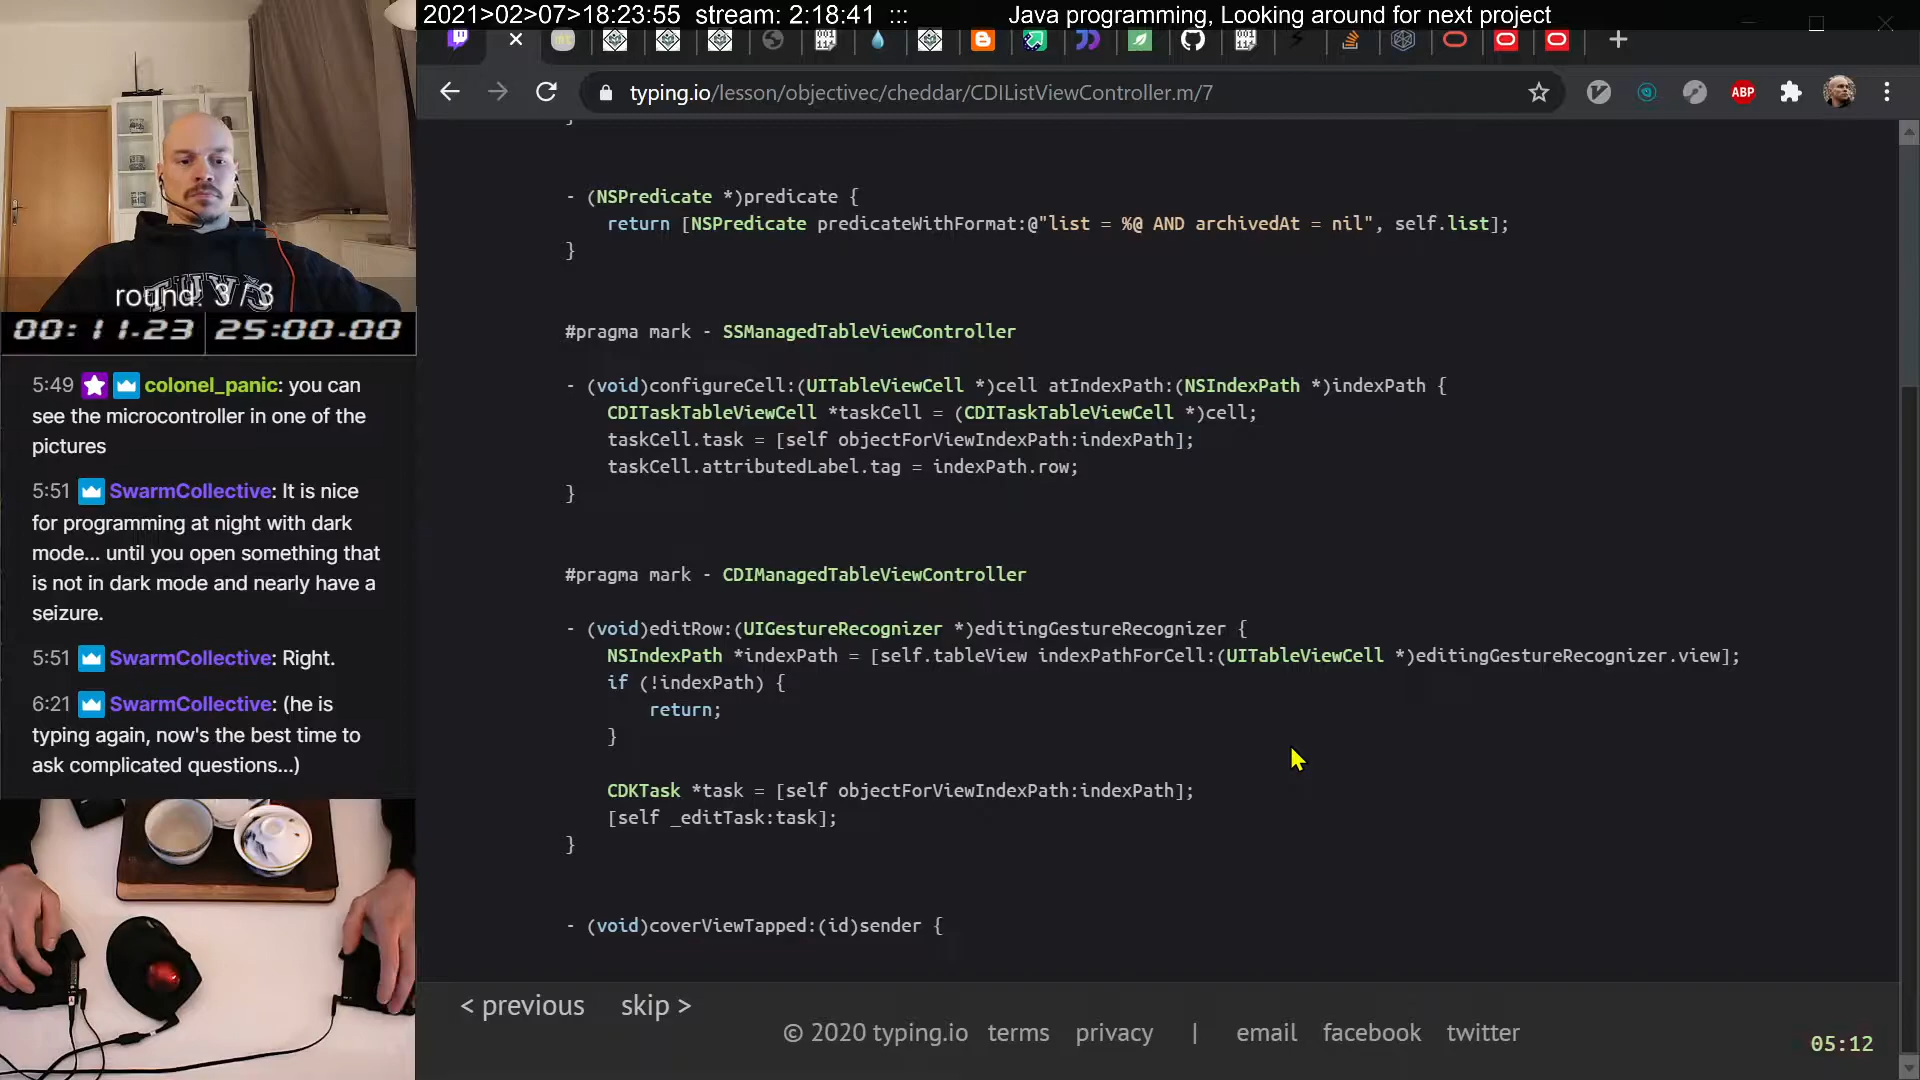 2021>02>07>18:23:55 stream: 2:18:41 ::: Java programming, Looking around for next project
typing.io/lesson/objectivec/cheddar/CDIListViewController.m/7
ABP
}
- (NSPredicate *)predicate {
return [NSPredicate predicateWithFormat:@"list = %@ AND archivedAt = nil", self.list];
}
#pragma mark - SSManagedTableViewController
- (void)configureCell:(UITableViewCell *)cell atIndexPath:(NSIndexPath *)indexPath {
CDITaskTableViewCell *taskCell = (CDITaskTableViewCell *)cell;
taskCell.task = [self objectForViewIndexPath:indexPath];
taskCell.attributedLabel.tag = indexPath.row;
}
#pragma mark - CDIManagedTableViewController
- (void)editRow:(UIGestureRecognizer *)editingGestureRecognizer {
NSIndexPath *indexPath = [self.tableView indexPathForCell:(UITableViewCell *)editingGestureRecognizer.view];
if (!indexPath) {
return;
}
CDKTask *task = [self objectForViewIndexPath:indexPath];
[self _editTask:task];
}
- (void)coverViewTapped:(id)sender {
< previous skip >
© 2020 typing.io terms privacy | email facebook twitter
05:12
round: 3 / 3
00:11.23 25:00.00
5:49 colonel_panic: you can
see the microcontroller in one of the
pictures
5:51 SwarmCollective: It is nice
for programming at night with dark
mode... until you open something that
is not in dark mode and nearly have a
seizure.
5:51 SwarmCollective: Right.
6:21 SwarmCollective: (he is
typing again, now's the best time to
ask complicated questions...)